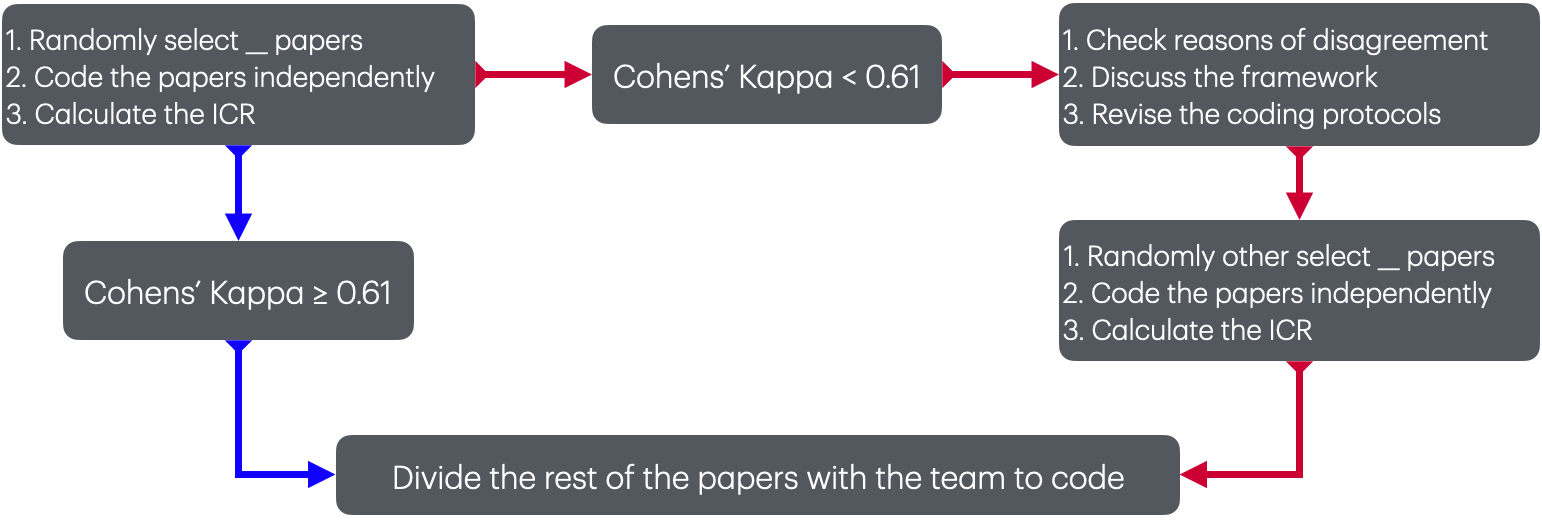 1. Randomly select __ papers
2. Code the papers independently
3. Calculate the ICR
Cohens’ Kappa < 0.61
1. Check reasons of disagreement
2. Discuss the framework
3. Revise the coding protocols
Cohens’ Kappa ≥ 0.61
1. Randomly other select __ papers
2. Code the papers independently
3. Calculate the ICR
Divide the rest of the papers with the team to code